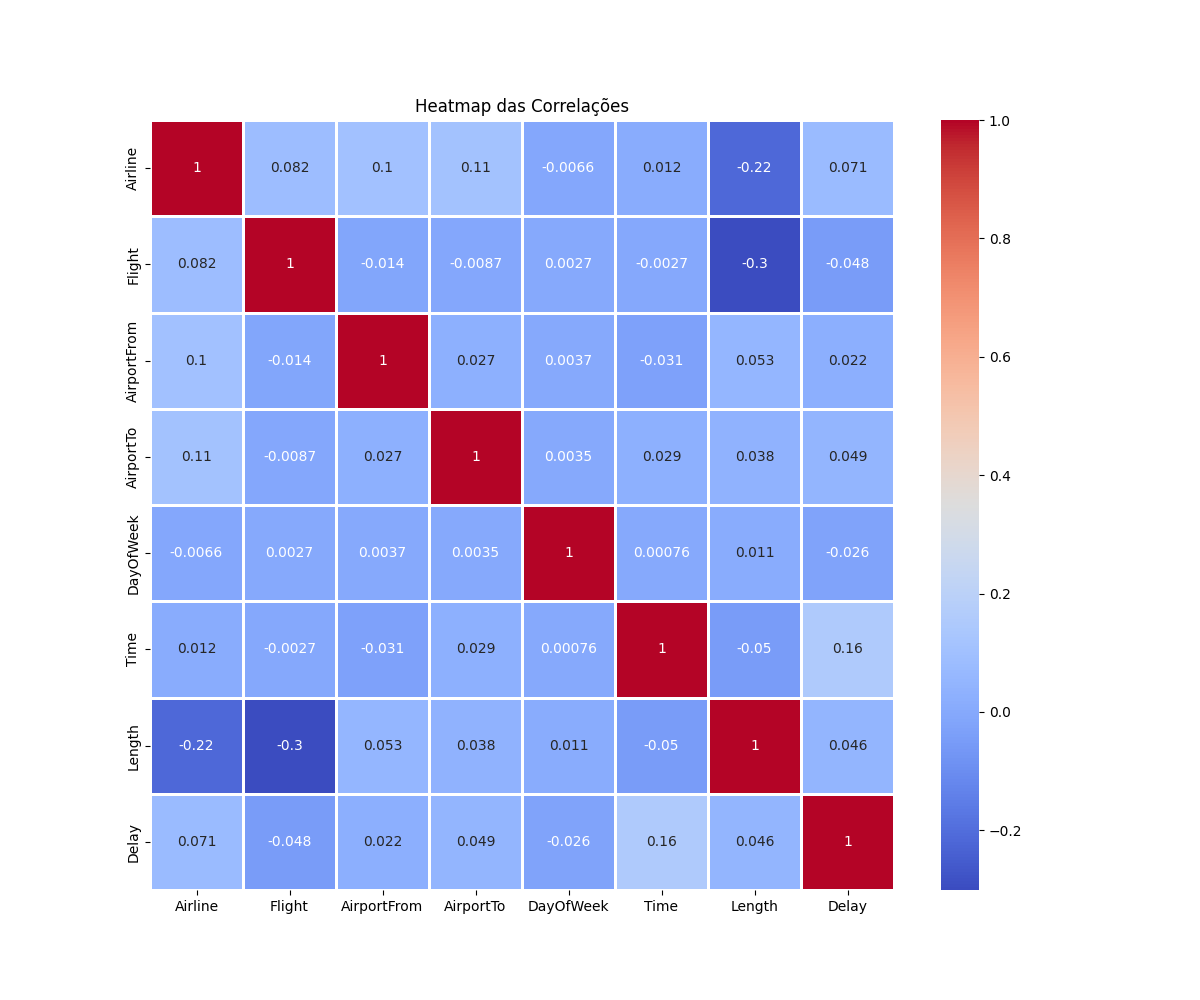 Heatmap das Correlações
Airline 1 0.082 0.1 0.11 -0.0066 0.012 -0.22 0.071
Flight 0.082 1 -0.014 -0.0087 0.0027 -0.0027 -0.3 -0.048
AirportFrom 0.1 -0.014 1 0.027 0.0037 -0.031 0.053 0.022
AirportTo 0.11 -0.0087 0.027 1 0.0035 0.029 0.038 0.049
DayOfWeek -0.0066 0.0027 0.0037 0.0035 1 0.00076 0.011 -0.026
Time 0.012 -0.0027 -0.031 0.029 0.00076 1 -0.05 0.16
Length -0.22 -0.3 0.053 0.038 0.011 -0.05 1 0.046
Delay 0.071 -0.048 0.022 0.049 -0.026 0.16 0.046 1
Airline Flight AirportFrom AirportTo DayOfWeek Time Length Delay
1.0
0.8
0.6
0.4
0.2
0.0
−0.2